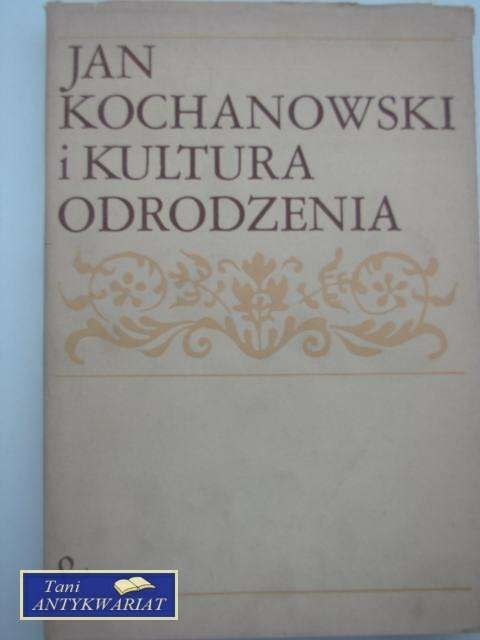 JAN
KOCHANOWSKI
i KULTURA
ODRODZENIA
Tani
ANTYKWARIAT